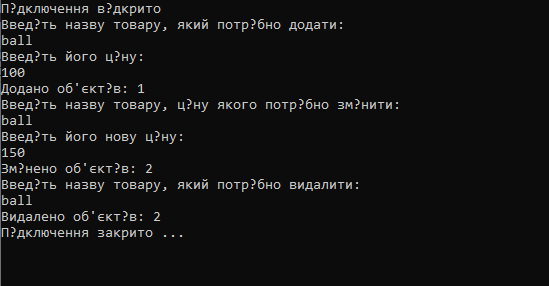 П?дключення в?дкрито
Введ?ть назву товару, який потр?бно додати:
ball
Введ?ть його ц?ну:
100
Додано об'єкт?в: 1
Введ?ть назву товару, ц?ну якого потр?бно зм?нити:
ball
Введ?ть його нову ц?ну:
150
Зм?нено об'єкт?в: 2
Введ?ть назву товару, який потр?бно видалити:
ball
Видалено об'єкт?в: 2
П?дключення закрито ...